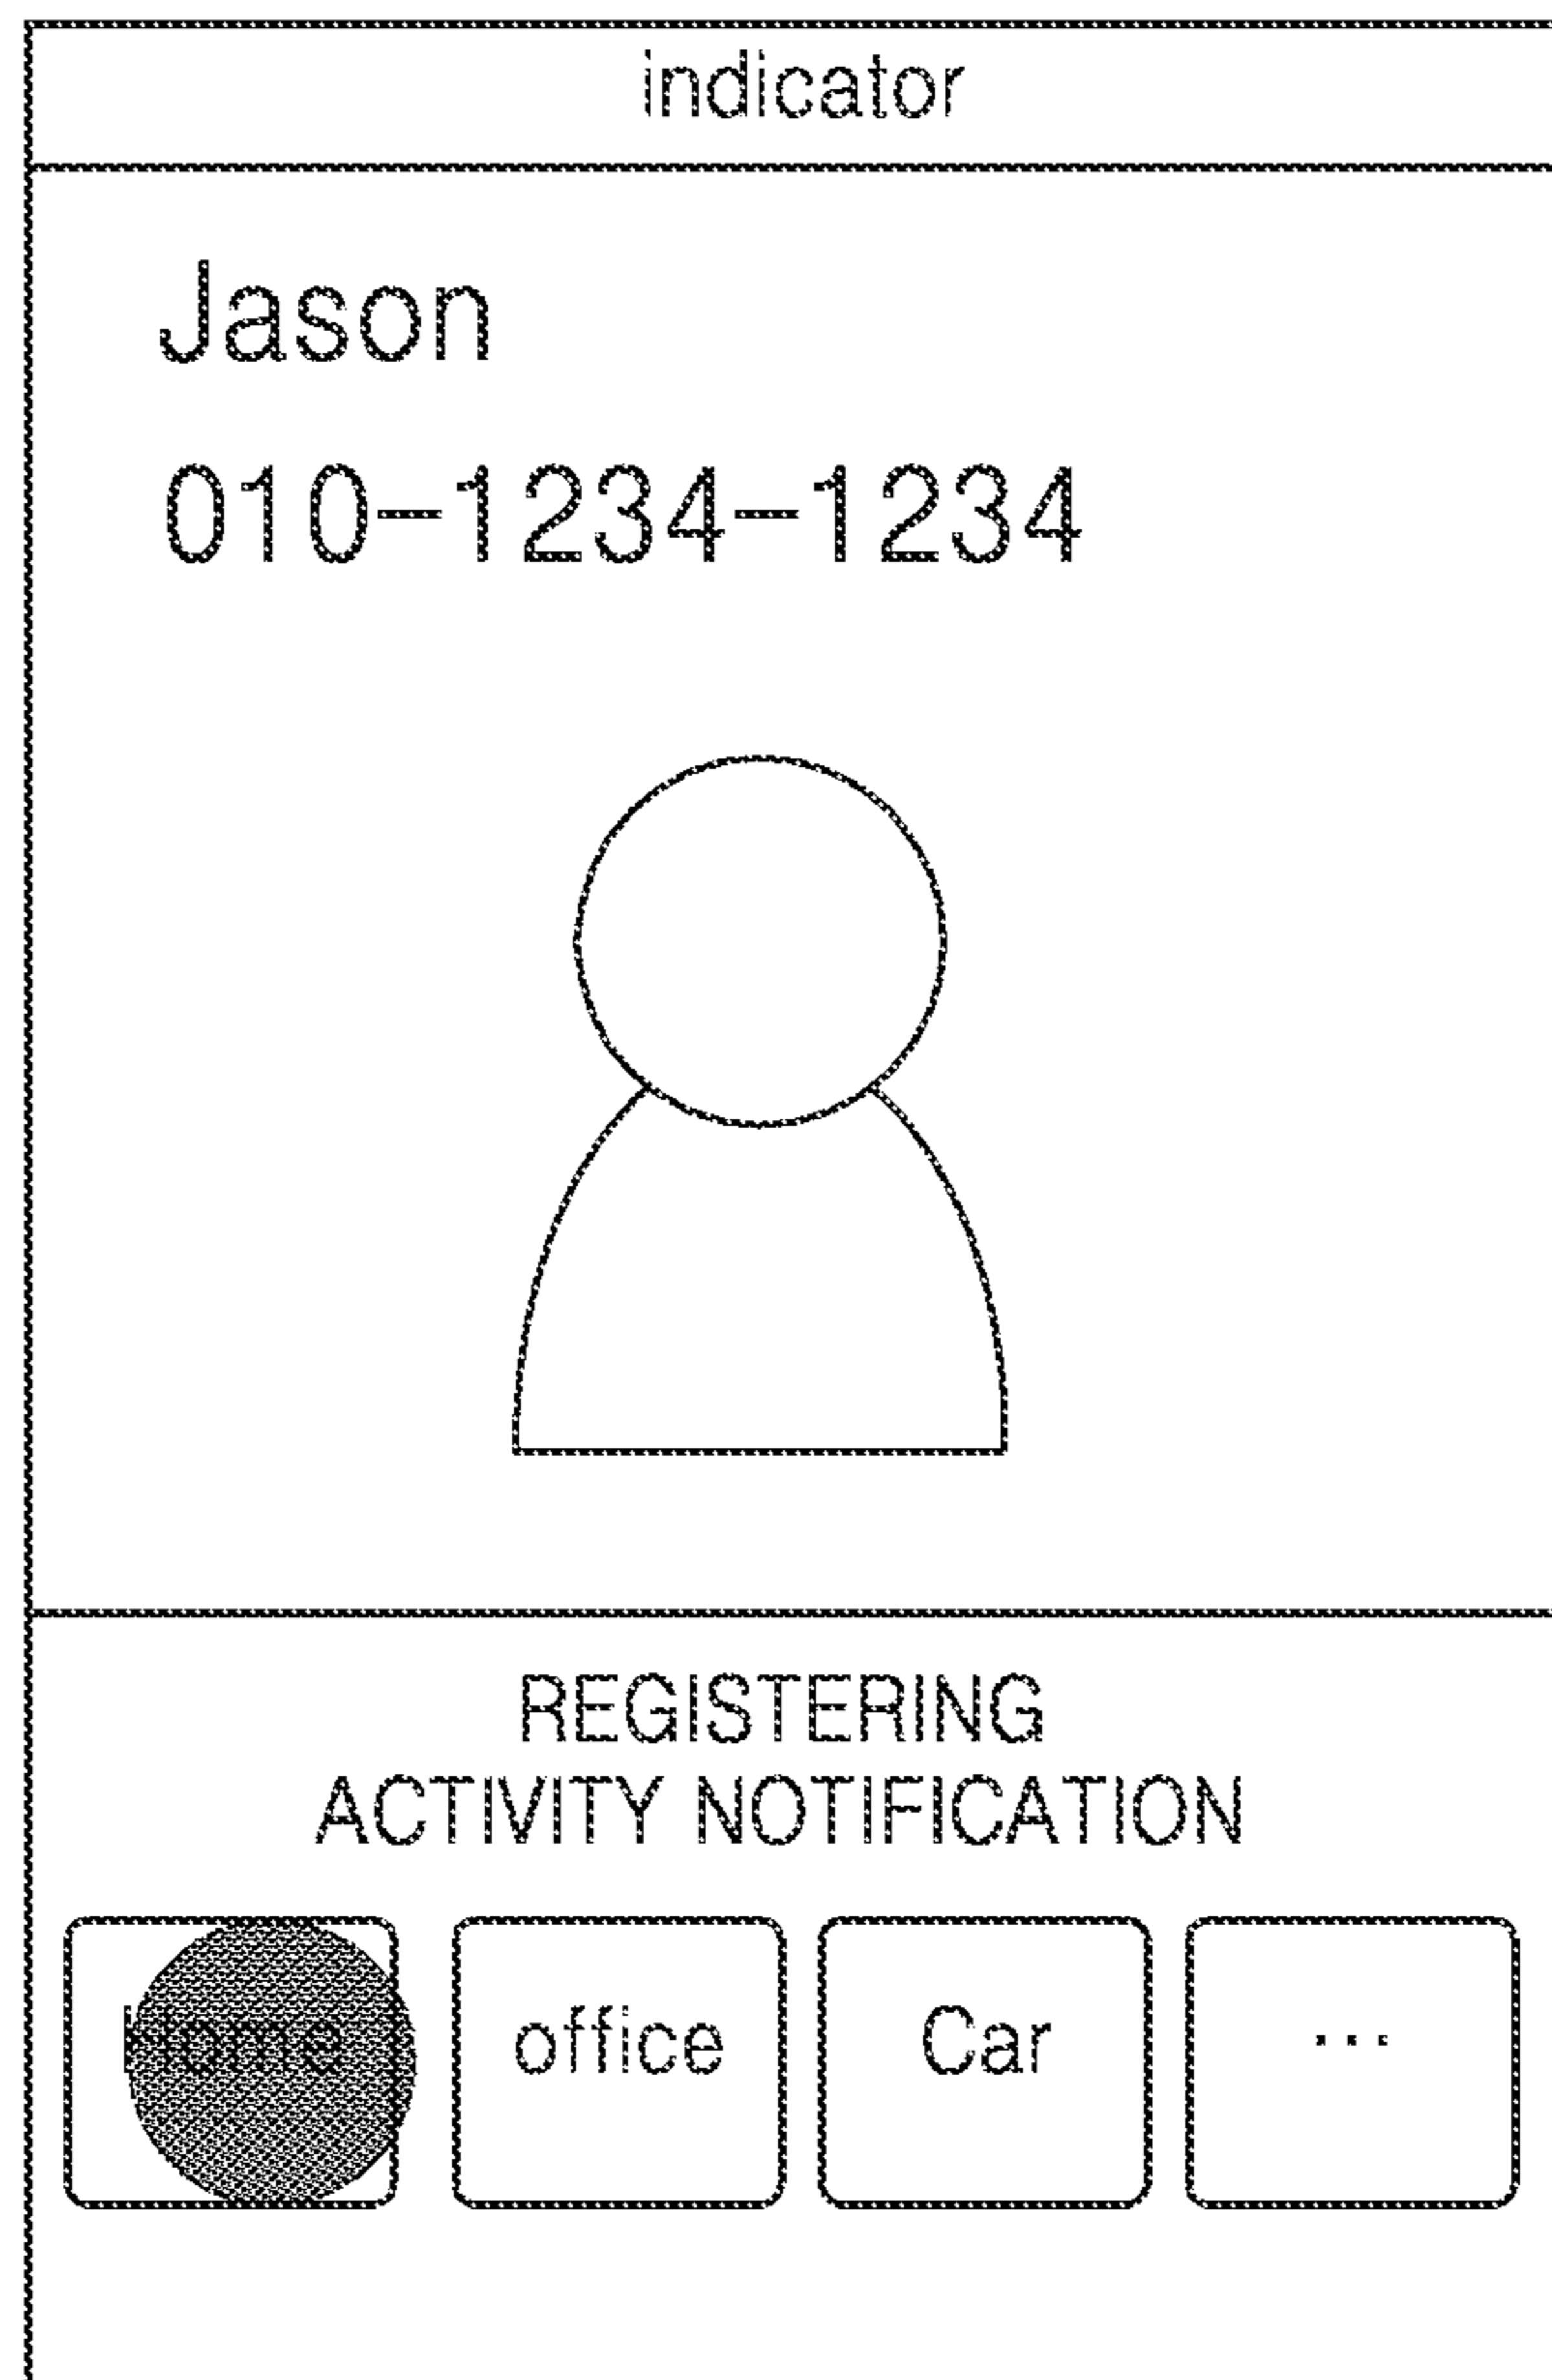 indicator
Jason
010-1234-1234
REGISTERING
ACTIVITY NOTIFICATION
Home office Car ...